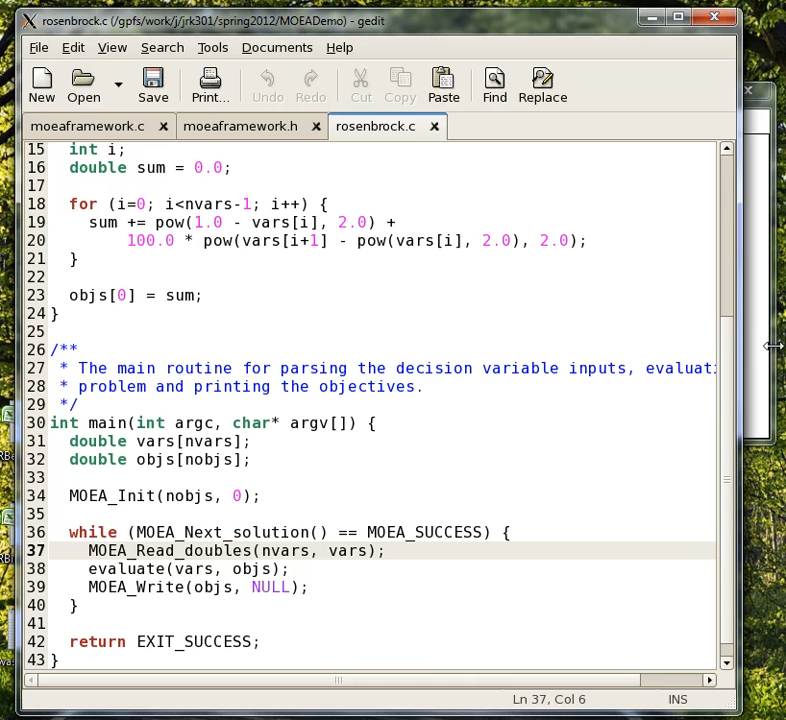 rosenbrock.c (/gpfs/work/j/jrk301/spring2012/MOEADemo) - gedit
File Edit View Search Tools Documents Help
New Open Save Print... Undo Redo Cut Copy Paste Find Replace
moeaframework.c moeaframework.h rosenbrock.c
15 int i;
16 double sum = 0.0;
17
18 for (i=0; i<nvars-1; i++) {
19 sum += pow(1.0 - vars[i], 2.0) +
20 100.0 * pow(vars[i+1] - pow(vars[i], 2.0), 2.0);
21 }
22
23 objs[0] = sum;
24 }
25
26 /**
27 * The main routine for parsing the decision variable inputs, evaluati
28 * problem and printing the objectives.
29 */
30 int main(int argc, char* argv[]) {
31 double vars[nvars];
32 double objs[nobjs];
33
34 MOEA_Init(nobjs, 0);
35
36 while (MOEA_Next_solution() == MOEA_SUCCESS) {
37 MOEA_Read_doubles(nvars, vars);
38 evaluate(vars, objs);
39 MOEA_Write(objs, NULL);
40 }
41
42 return EXIT_SUCCESS;
43 }
Ln 37, Col 6 INS